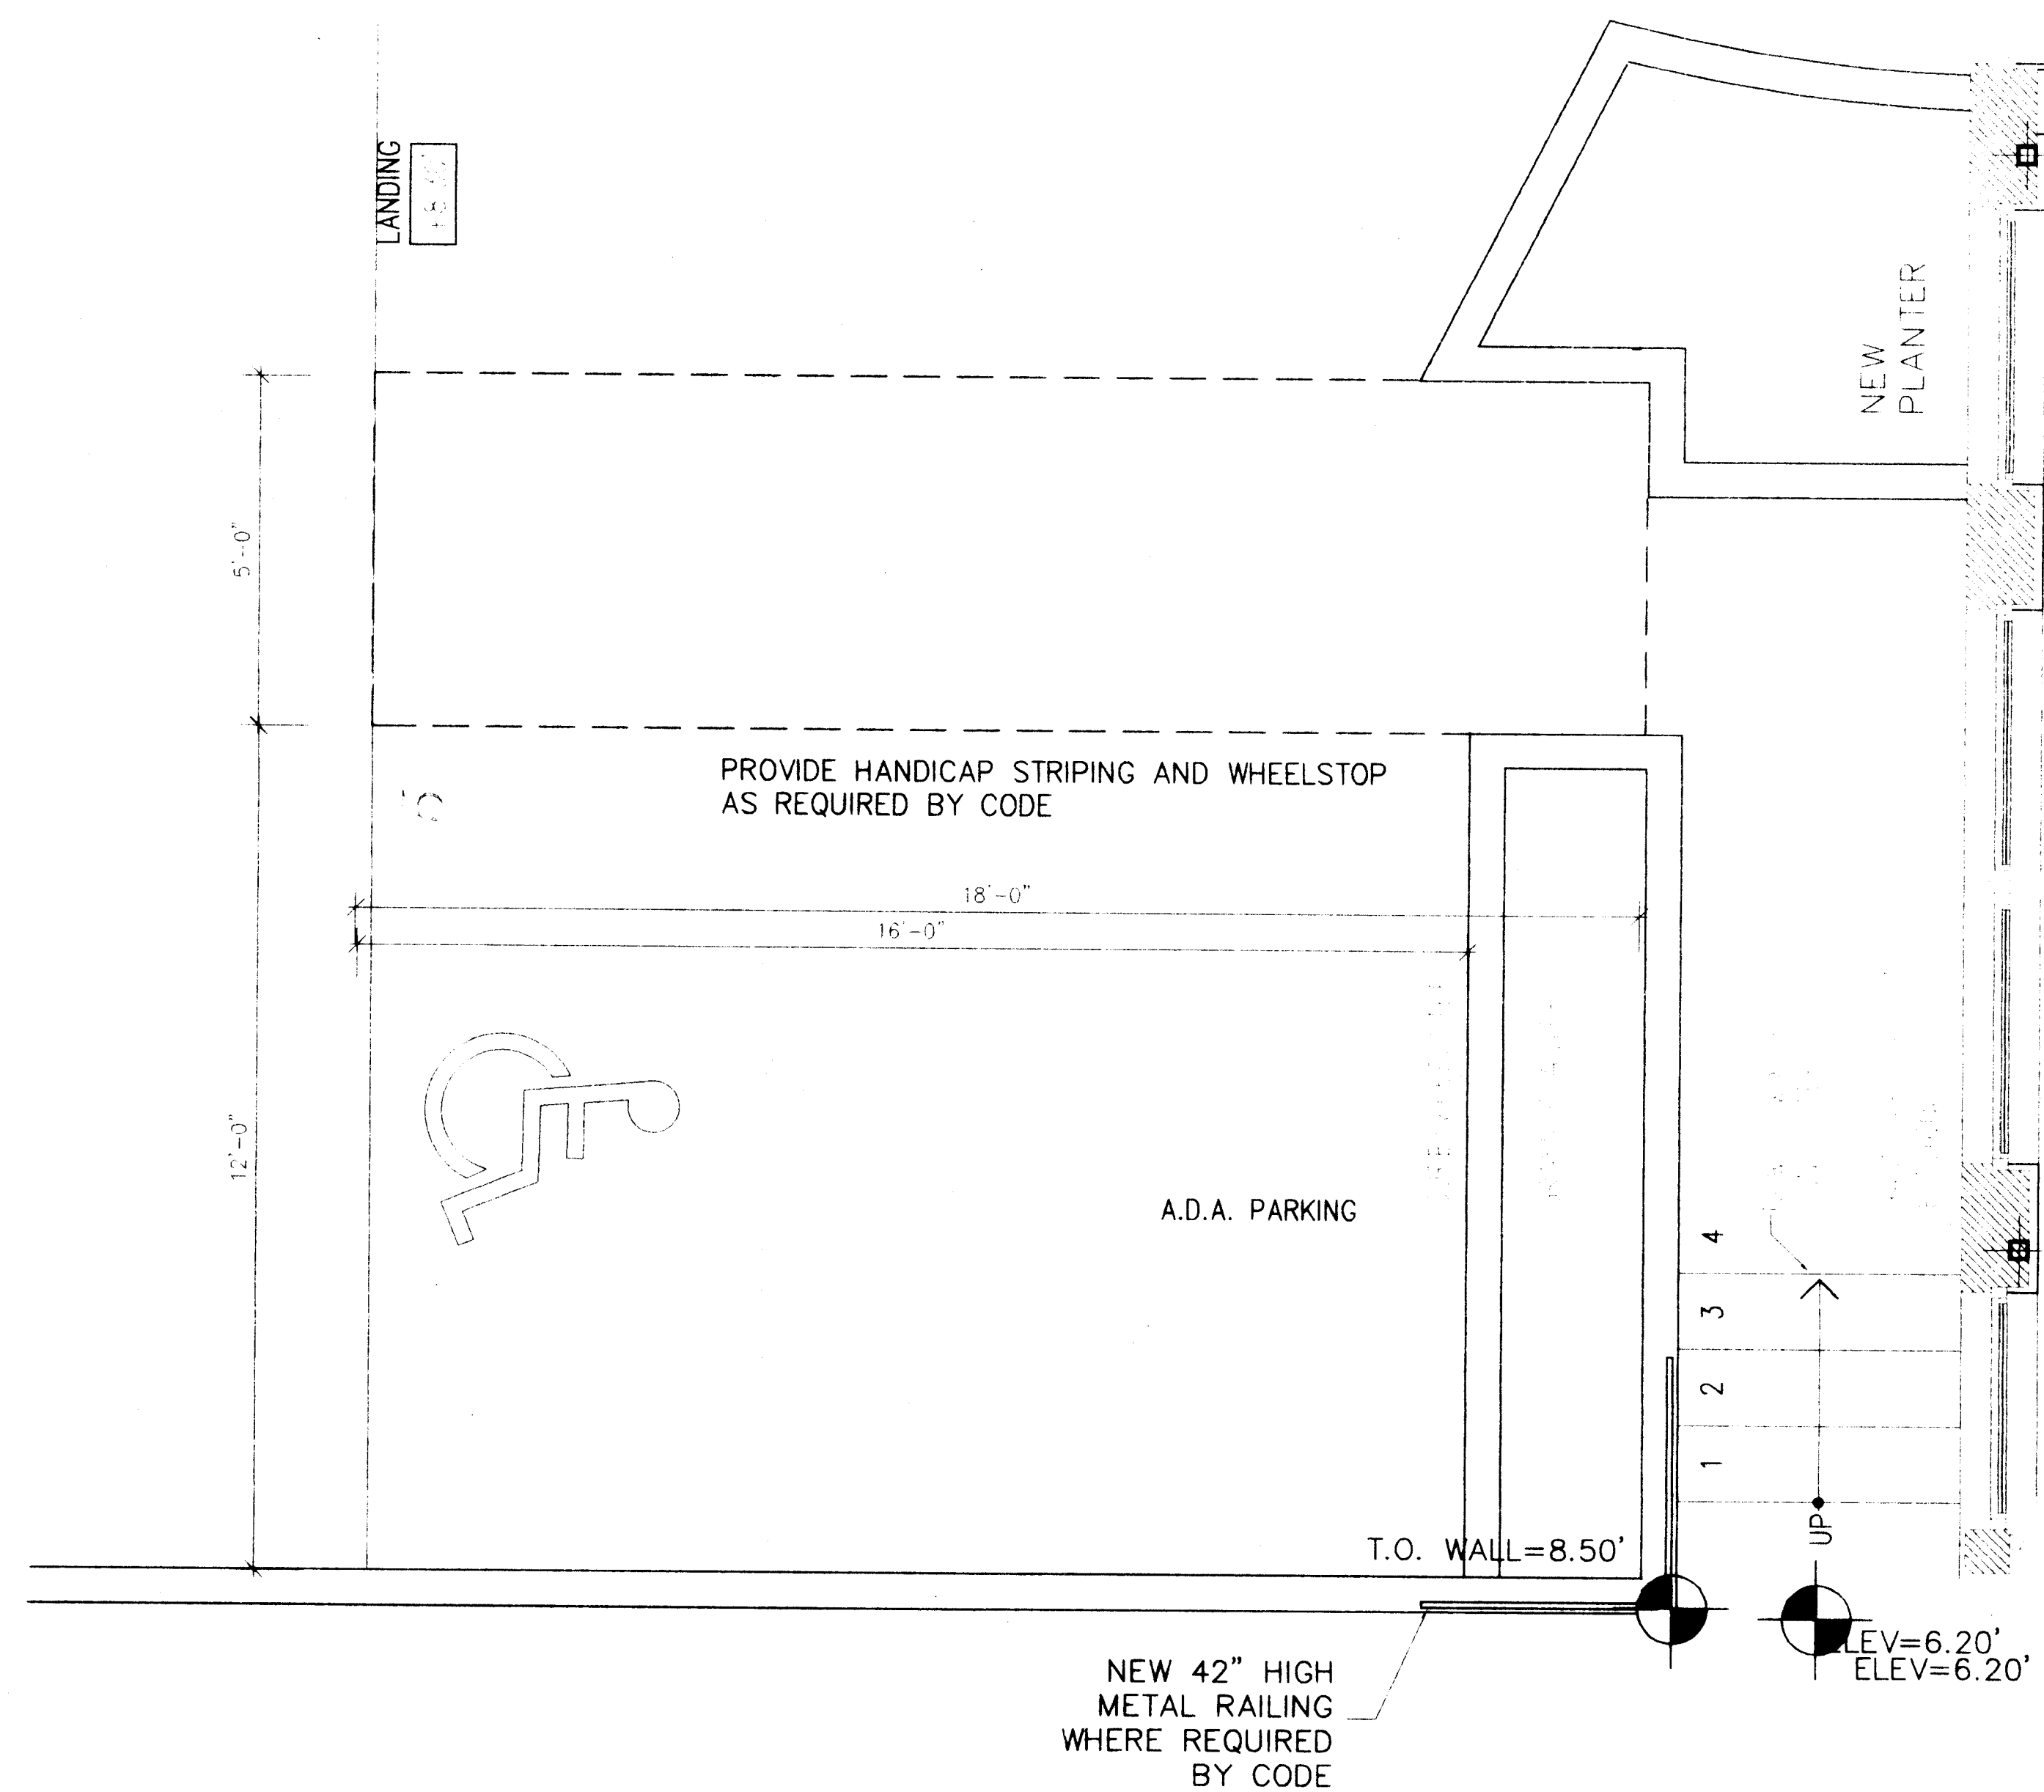 LANDING
NEW
PLANTER
5'-0"
PROVIDE HANDICAP STRIPING AND WHEELSTOP
AS REQUIRED BY CODE
18'-0"
16'-0"
12'-0"
A.D.A. PARKING
4
3
2
1
UP
T.O. WALL=8.50'
ELEV=6.20'
ELEV=6.20'
NEW 42" HIGH
METAL RAILING
WHERE REQUIRED
BY CODE